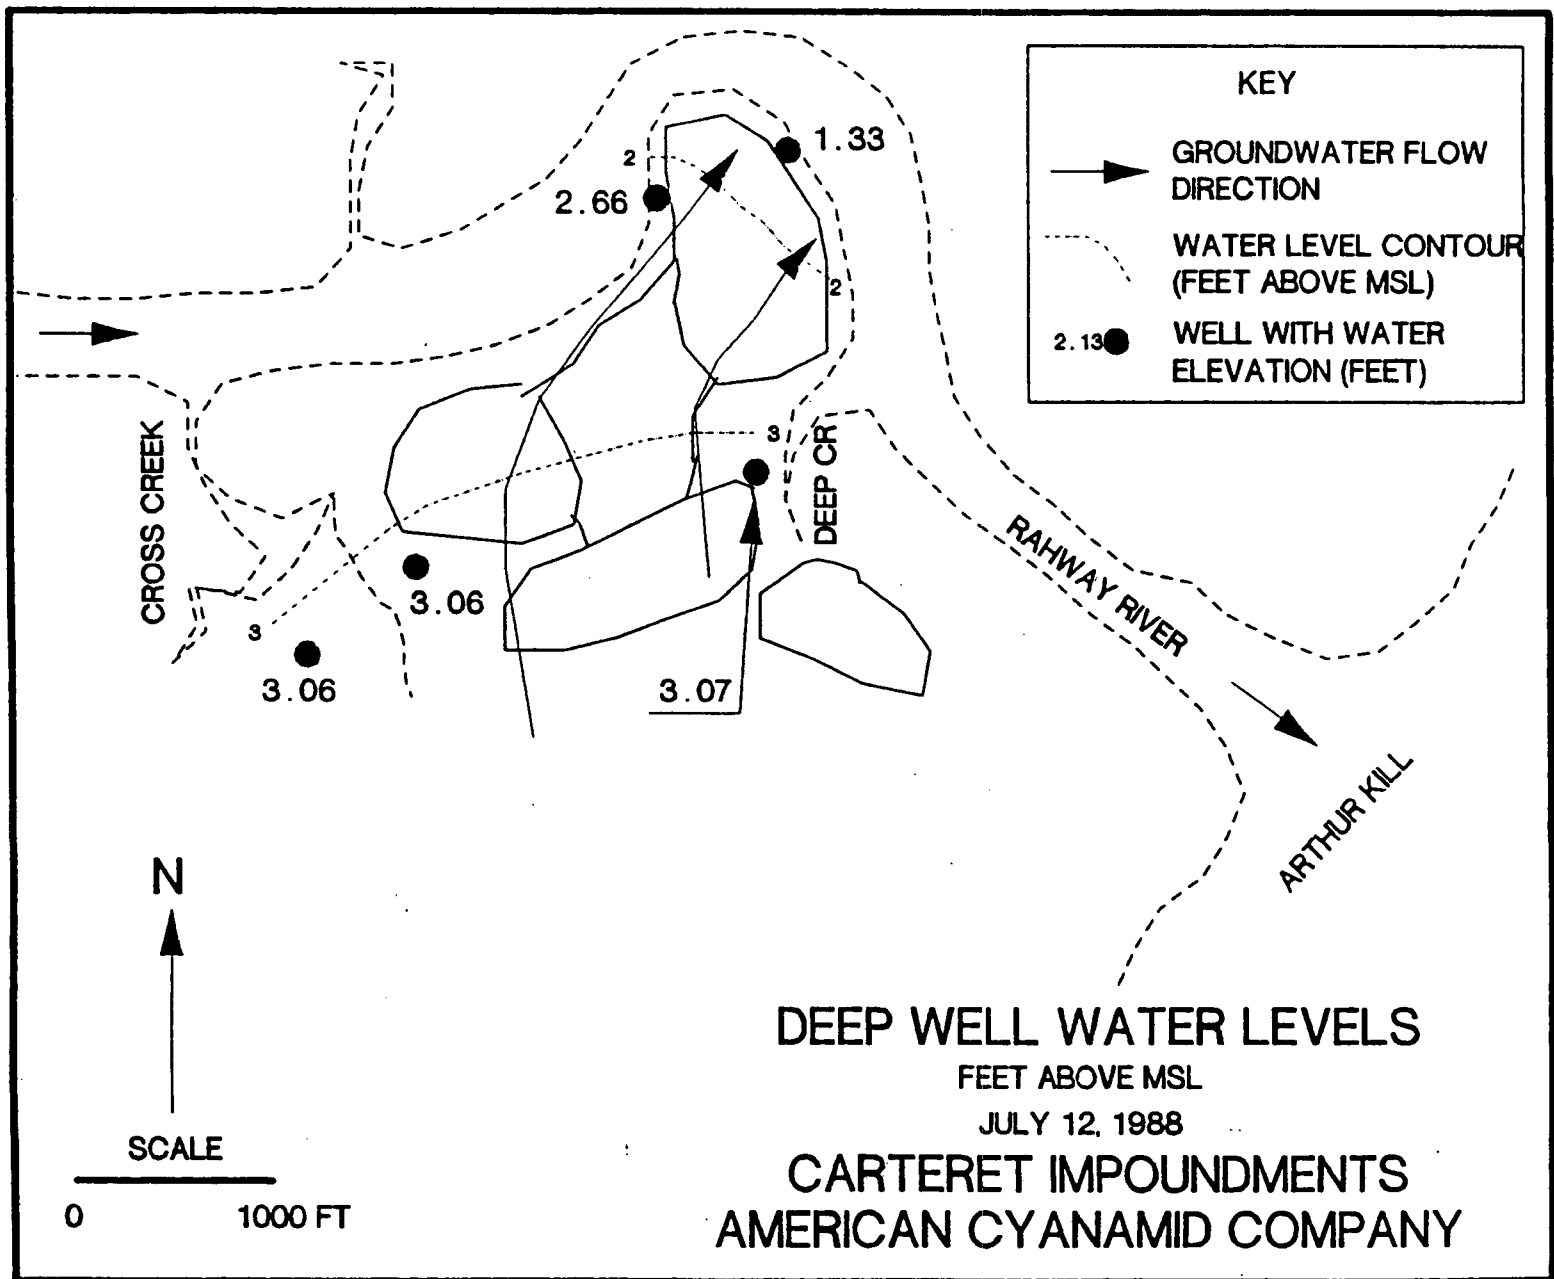 KEY
GROUNDWATER FLOW
DIRECTION
WATER LEVEL CONTOUR
(FEET ABOVE MSL)
2.13
WELL WITH WATER
ELEVATION (FEET)
1.33
2
2.66
2
3
DEEP CR
CROSS CREEK
3.06
3
3.06
3.07
RAHWAY RIVER
ARTHUR KILL
N
SCALE
0 1000 FT
DEEP WELL WATER LEVELS
FEET ABOVE MSL
JULY 12, 1988
CARTERET IMPOUNDMENTS
AMERICAN CYANAMID COMPANY